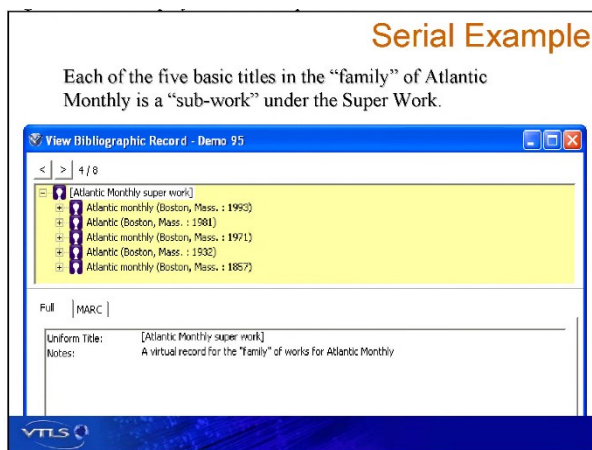 Serial Example
Each of the five basic titles in the “family” of Atlantic
Monthly is a “sub-work” under the Super Work.
View Bibliographic Record - Demo 95
< > 4 / 8
[Atlantic Monthly super work]
Atlantic monthly (Boston, Mass. : 1993)
Atlantic (Boston, Mass. : 1981)
Atlantic monthly (Boston, Mass. : 1971)
Atlantic (Boston, Mass. : 1932)
Atlantic monthly (Boston, Mass. : 1857)
Full MARC
Uniform Title: [Atlantic Monthly super work]
Notes: A virtual record for the "family" of works for Atlantic Monthly
VTLS